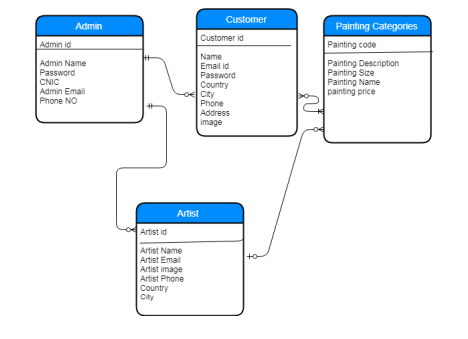 Admin
Admin id
Admin Name
Password
CNIC
Admin Email
Phone NO
Customer
Customer id
Name
Email id
Password
Country
City
Phone
Address
image
Painting Categories
Painting code
Painting Description
Painting Size
Painting Name
painting price
Artist
Artist id
Artist Name
Artist Email
Artist image
Artist Phone
Country
City